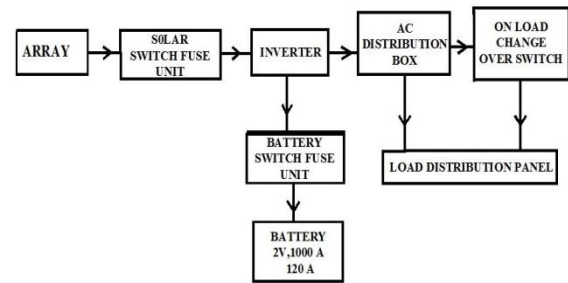 ARRAY
S0LAR
SWITCH FUSE
UNIT
INVERTER
AC
DISTRIBUTION
BOX
ON LOAD
CHANGE
OVER SWITCH
BATTERY
SWITCH FUSE
UNIT
LOAD DISTRIBUTION PANEL
BATTERY
2V,1000 A
120 A